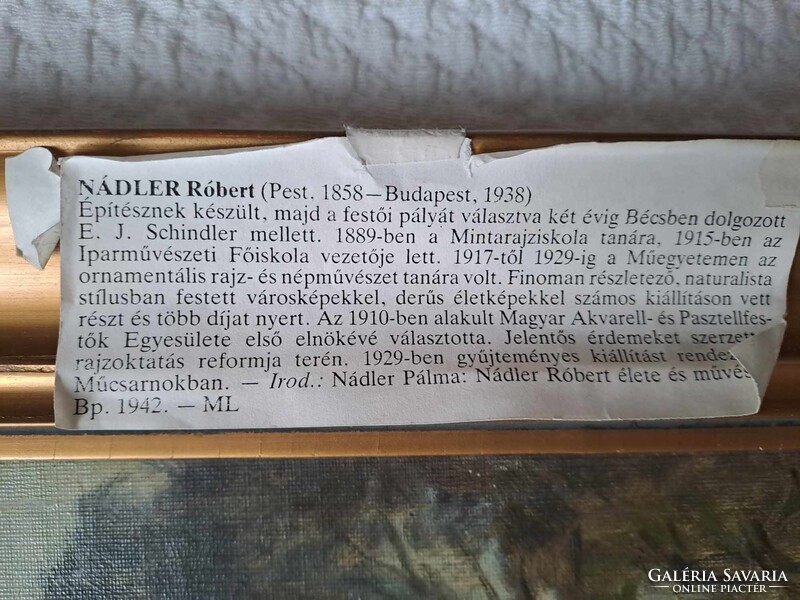 NÁDLER Róbert (Pest, 1858—Budapest, 1938)
Építésznek készült, majd a festői pályát választva két évig Bécsben dolgozott
E. J. Schindler mellett. 1889-ben a Mintarajziskola tanára, 1915-ben az
Iparművészeti Főiskola vezetője lett. 1917-től 1929-ig a Műegyetemen az
ornamentális rajz- és népművészet tanára volt. Finoman részletező, naturalista
stílusban festett városképekkel, derűs életképekkel számos kiállításon vett
részt és több díjat nyert. Az 1910-ben alakult Magyar Akvarell- és Pasztellfes-
tők Egyesülete első elnökévé választotta. Jelentős érdemeket szerzett
rajzoktatás reformja terén. 1929-ben gyűjteményes kiállítást
Műcsarnokban. — Irod.: Nádler Pálma: Nádler Róbert élete és
Bp. 1942. — ML
GALÉRIA SAVARIA
ONLINE PIACTÉR